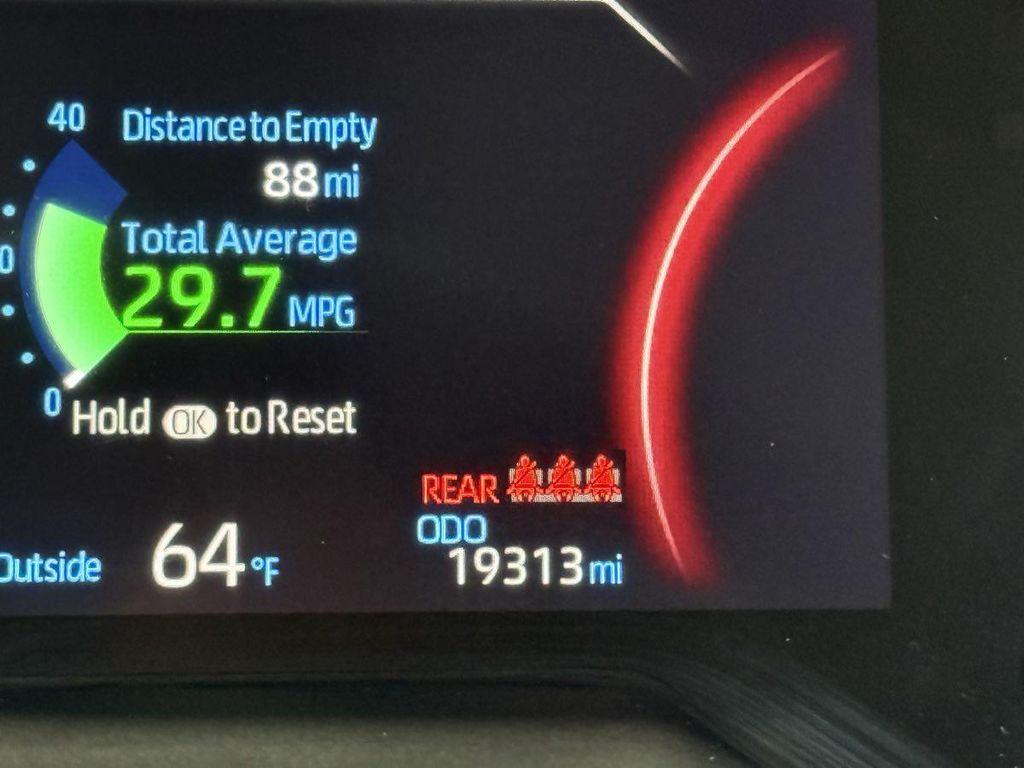 40
Distance to Empty
88 mi
Total Average
29.7 MPG
0
Hold OK to Reset
REAR
ODO
Outside 64 °F
19313 mi